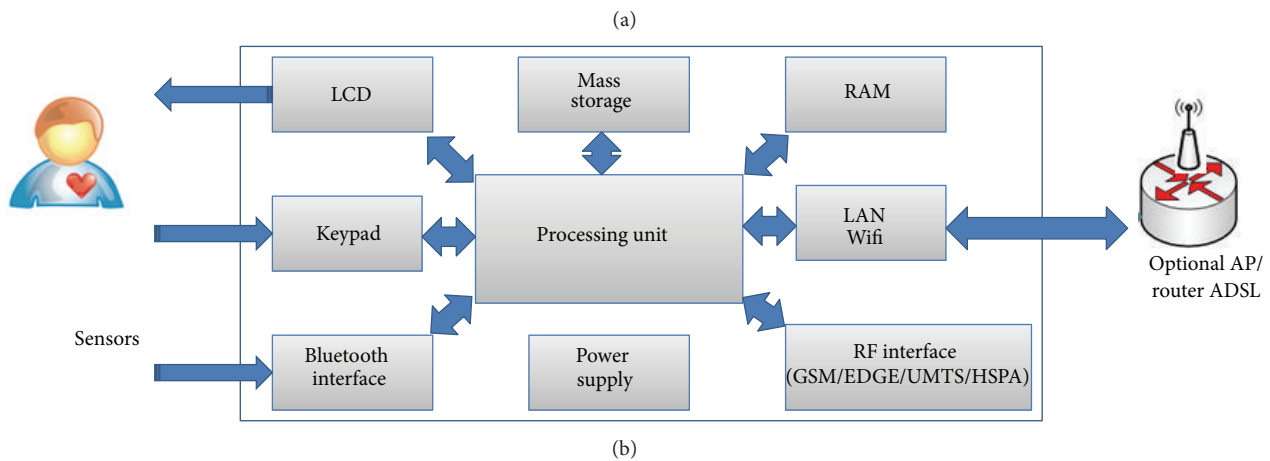 (a)
LCD
Mass
storage
RAM
Keypad
Processing unit
LAN
Wifi
Optional AP/
router ADSL
Sensors
Bluetooth
interface
Power
supply
RF interface
(GSM/EDGE/UMTS/HSPA)
(b)